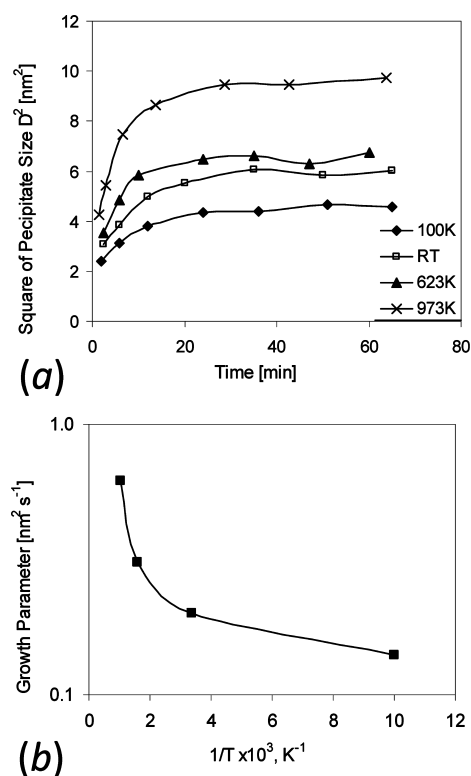 12
10
8
6
4
2
0
Square of Pecipitate Size D² [nm²]
100K
RT
623K
973K
0 20 40 60 80
Time [min]
(a)
1.0
0.1
Growth Parameter [nm² s⁻¹]
0 2 4 6 8 10 12
1/T x10³, K⁻¹
(b)